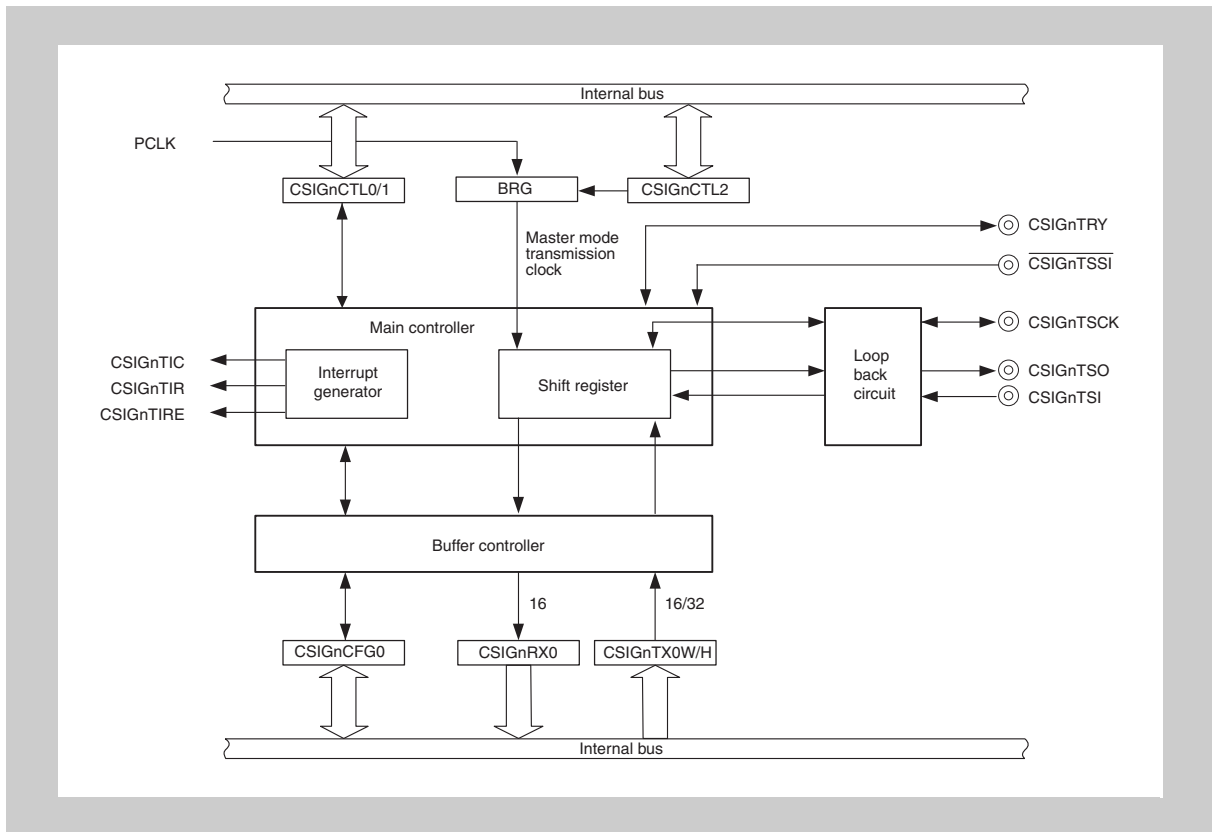 Internal bus
PCLK
CSIGnCTL0/1
BRG
CSIGnCTL2
Master mode
transmission
clock
CSIGnTRY
CSIGnTSSI
Main controller
CSIGnTSCK
CSIGnTIC
CSIGnTIR
CSIGnTIRE
Interrupt
generator
Shift register
Loop
back
circuit
CSIGnTSO
CSIGnTSI
Buffer controller
16
16/32
CSIGnCFG0
CSIGnRX0
CSIGnTX0W/H
Internal bus